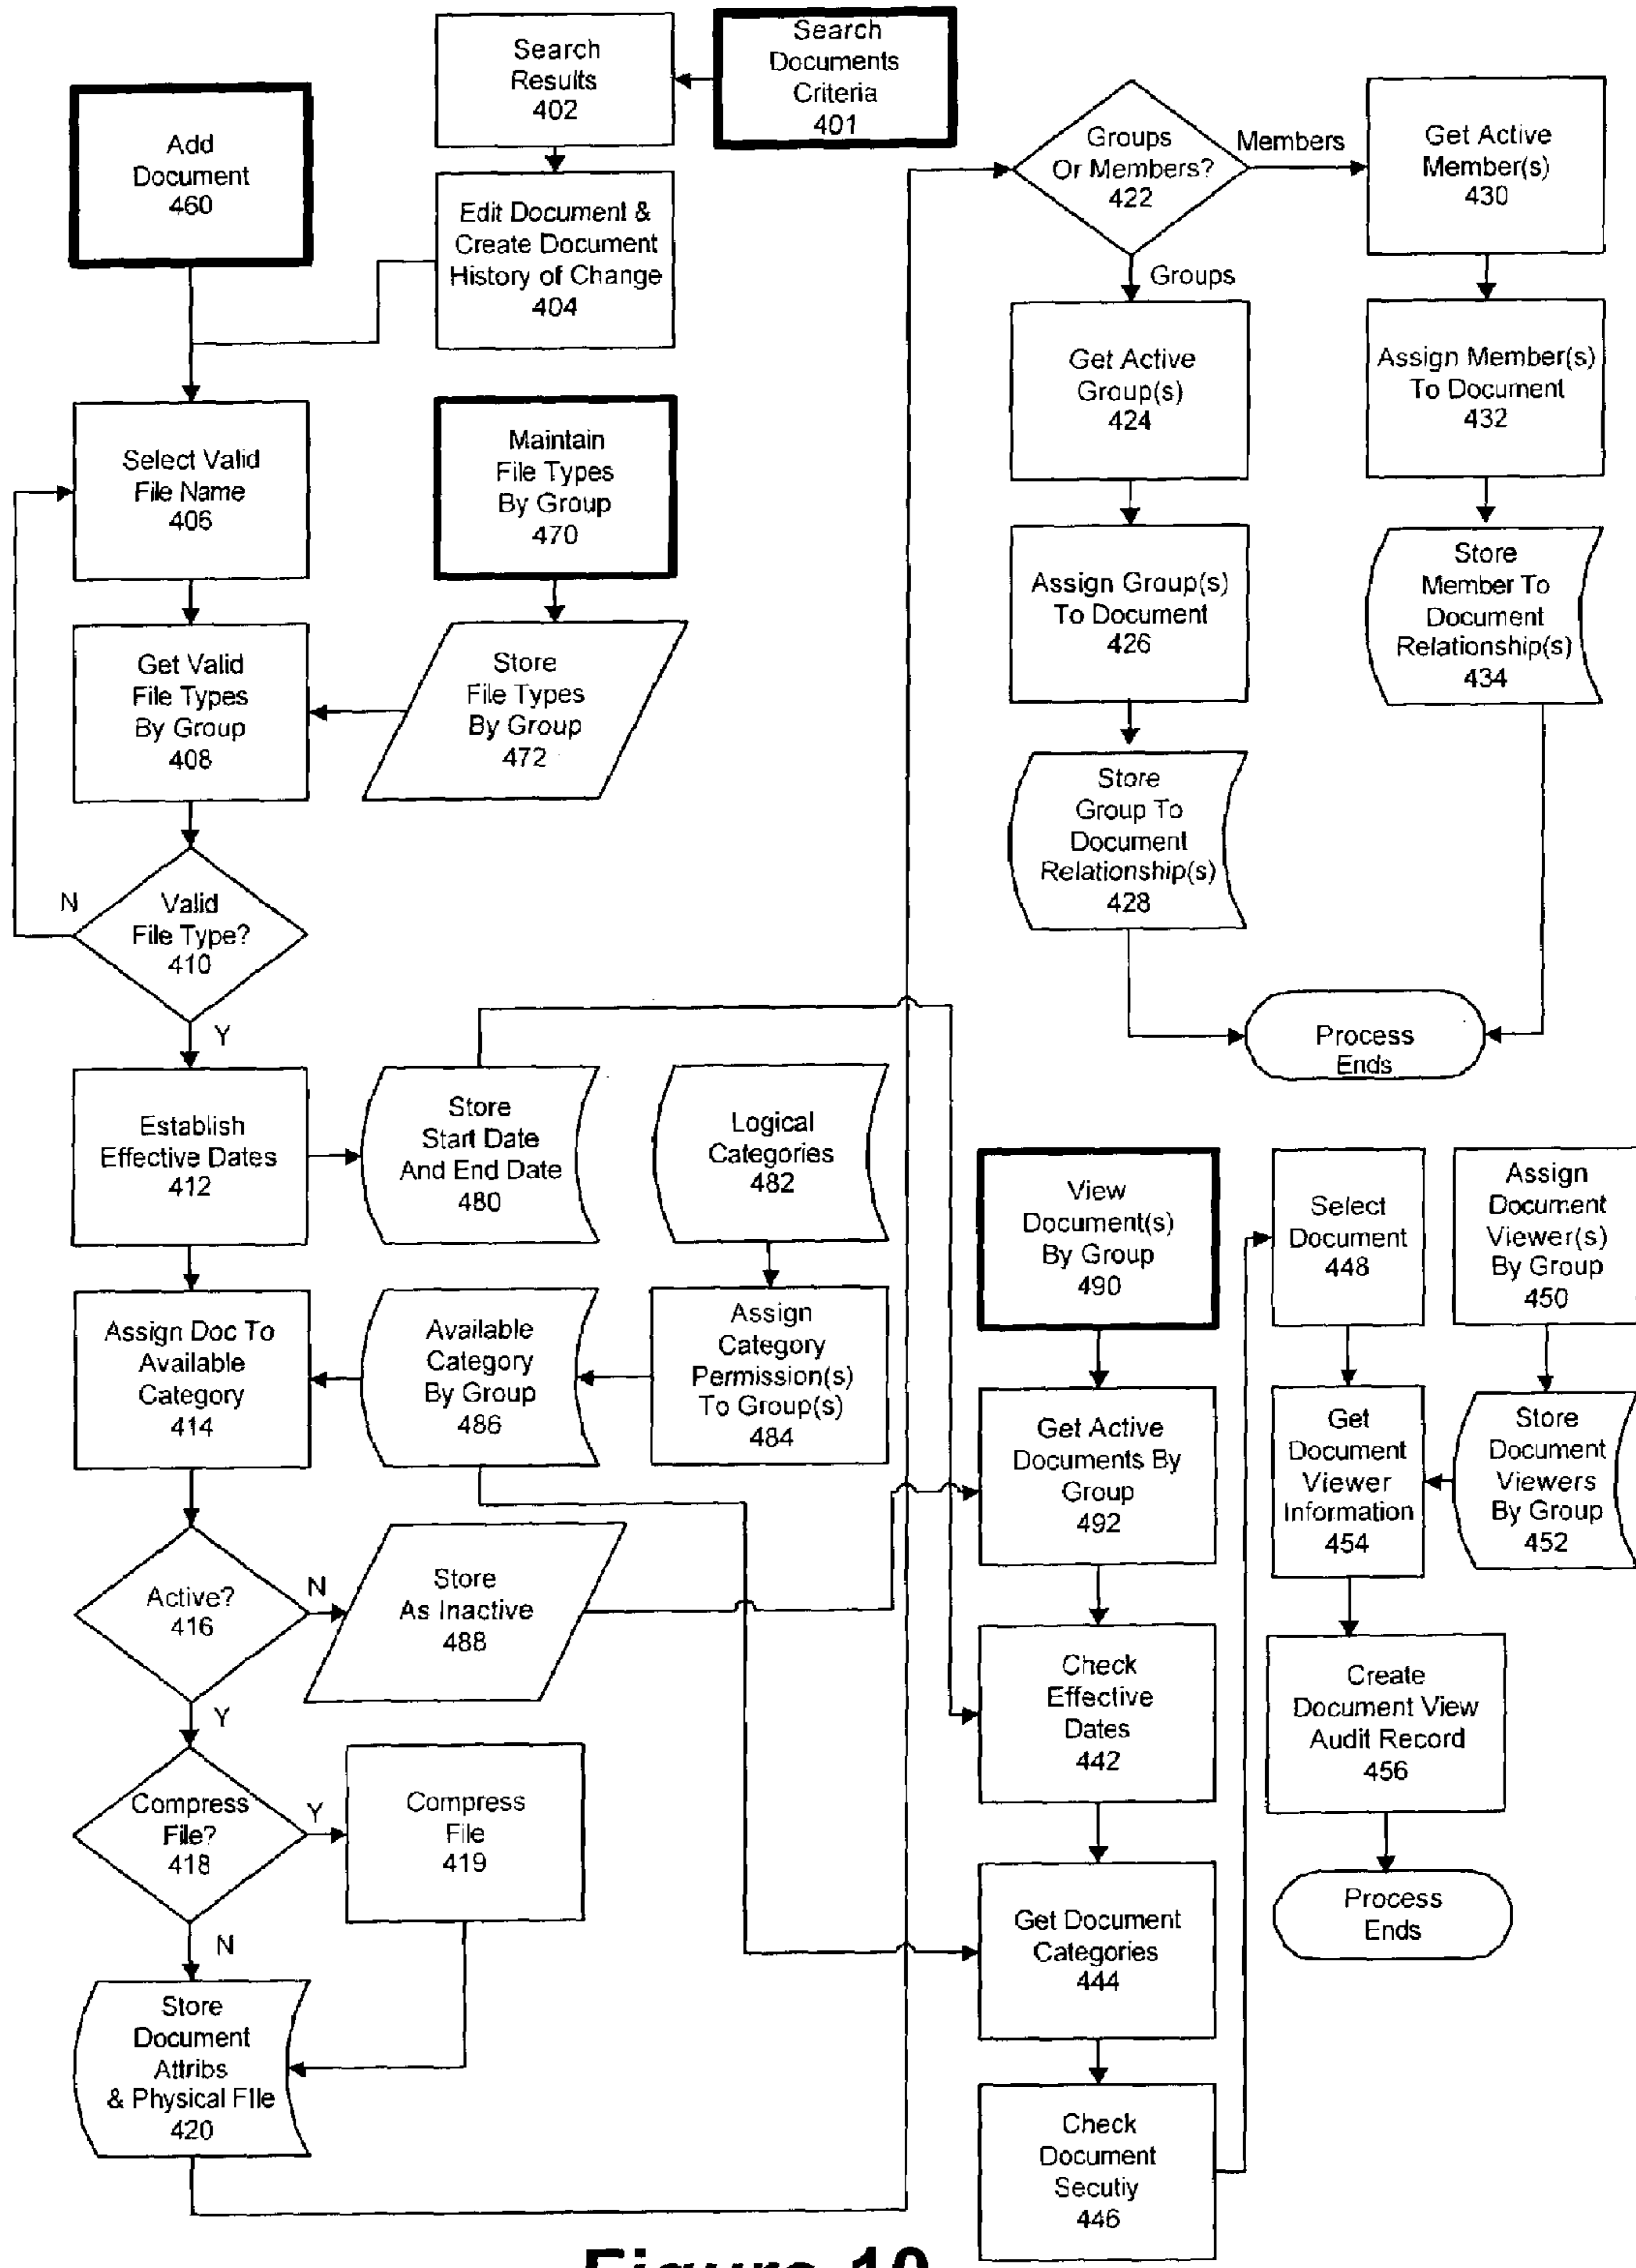 Search
Documents
Criteria
401
Search
Results
402
Add
Document
460
Edit Document &
Create Document
History of Change
404
Select Valid
File Name
406
Maintain
File Types
By Group
470
Get Valid
File Types
By Group
408
Store
File Types
By Group
472
Valid
File Type?
410
N
Y
Establish
Effective Dates
412
Store
Start Date
And End Date
480
Logical
Categories
482
Assign Doc To
Available
Category
414
Available
Category
By Group
486
Assign
Category
Permission(s)
To Group(s)
484
Active?
416
N
Store
As Inactive
488
Y
Compress
File?
418
Y
Compress
File
419
N
Store
Document
Attribs
& Physical FIle
420
Groups
Or Members?
422
Members
Get Active
Member(s)
430
Groups
Get Active
Group(s)
424
Assign Member(s)
To Document
432
Assign Group(s)
To Document
426
Store
Member To
Document
Relationship(s)
434
Store
Group To
Document
Relationship(s)
428
Process
Ends
View
Document(s)
By Group
490
Select
Document
448
Assign
Document
Viewer(s)
By Group
450
Get Active
Documents By
Group
492
Get
Document
Viewer
Information
454
Store
Document
Viewers
By Group
452
Check
Effective
Dates
442
Create
Document View
Audit Record
456
Get Document
Categories
444
Process
Ends
Check
Document
Secutiy
446
Figure 10